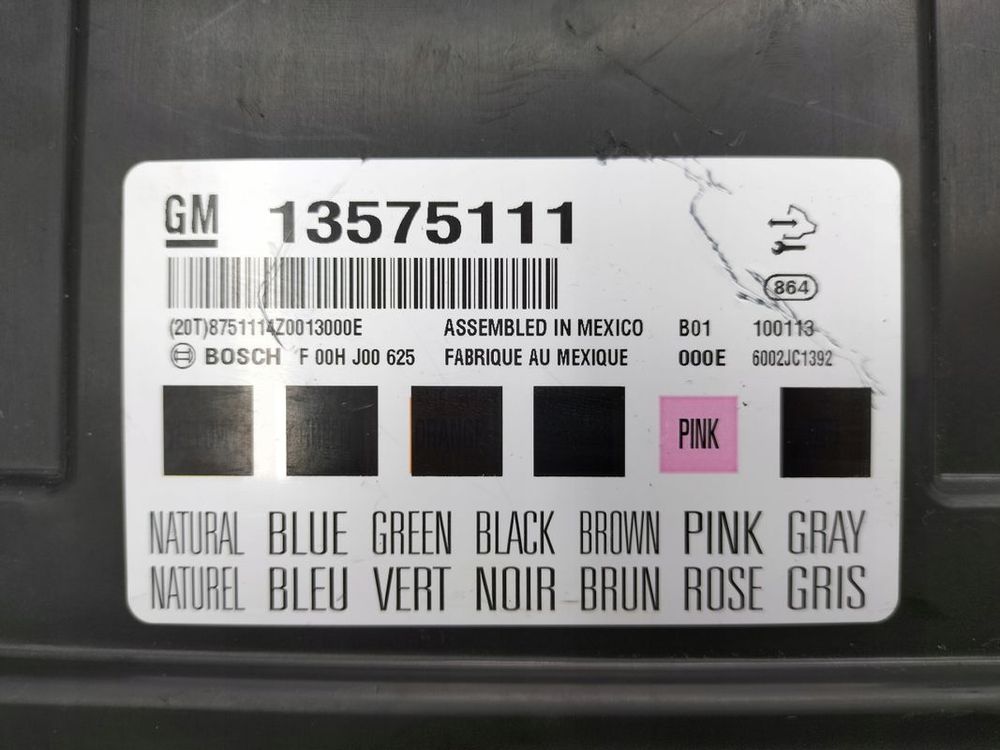 GM 13575111
864
(20T)8751114Z0013000E ASSEMBLED IN MEXICO B01 100113
BOSCH F 00H J00 625 FABRIQUE AU MEXIQUE 000E 6002JC1392
ORANGE PINK
NATURAL BLUE GREEN BLACK BROWN PINK GRAY
NATUREL BLEU VERT NOIR BRUN ROSE GRIS